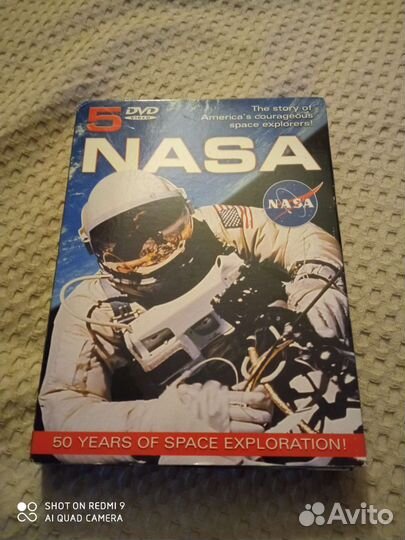 5 DVD
VIDEO
The story of
America's courageous
space explorers!
NASA
NASA
50 YEARS OF SPACE EXPLORATION!
SHOT ON REDMI 9
AI QUAD CAMERA
Avito